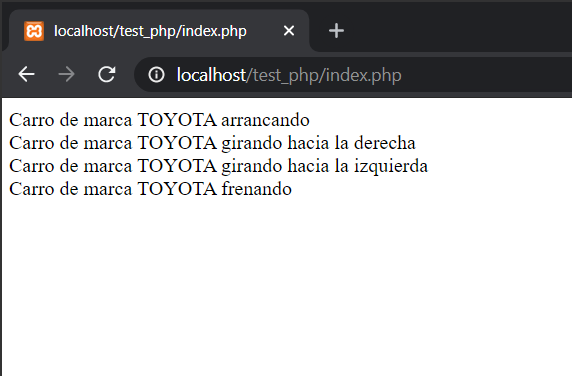 localhost/test_php/index.php
localhost/test_php/index.php
Carro de marca TOYOTA arrancando
Carro de marca TOYOTA girando hacia la derecha
Carro de marca TOYOTA girando hacia la izquierda
Carro de marca TOYOTA frenando